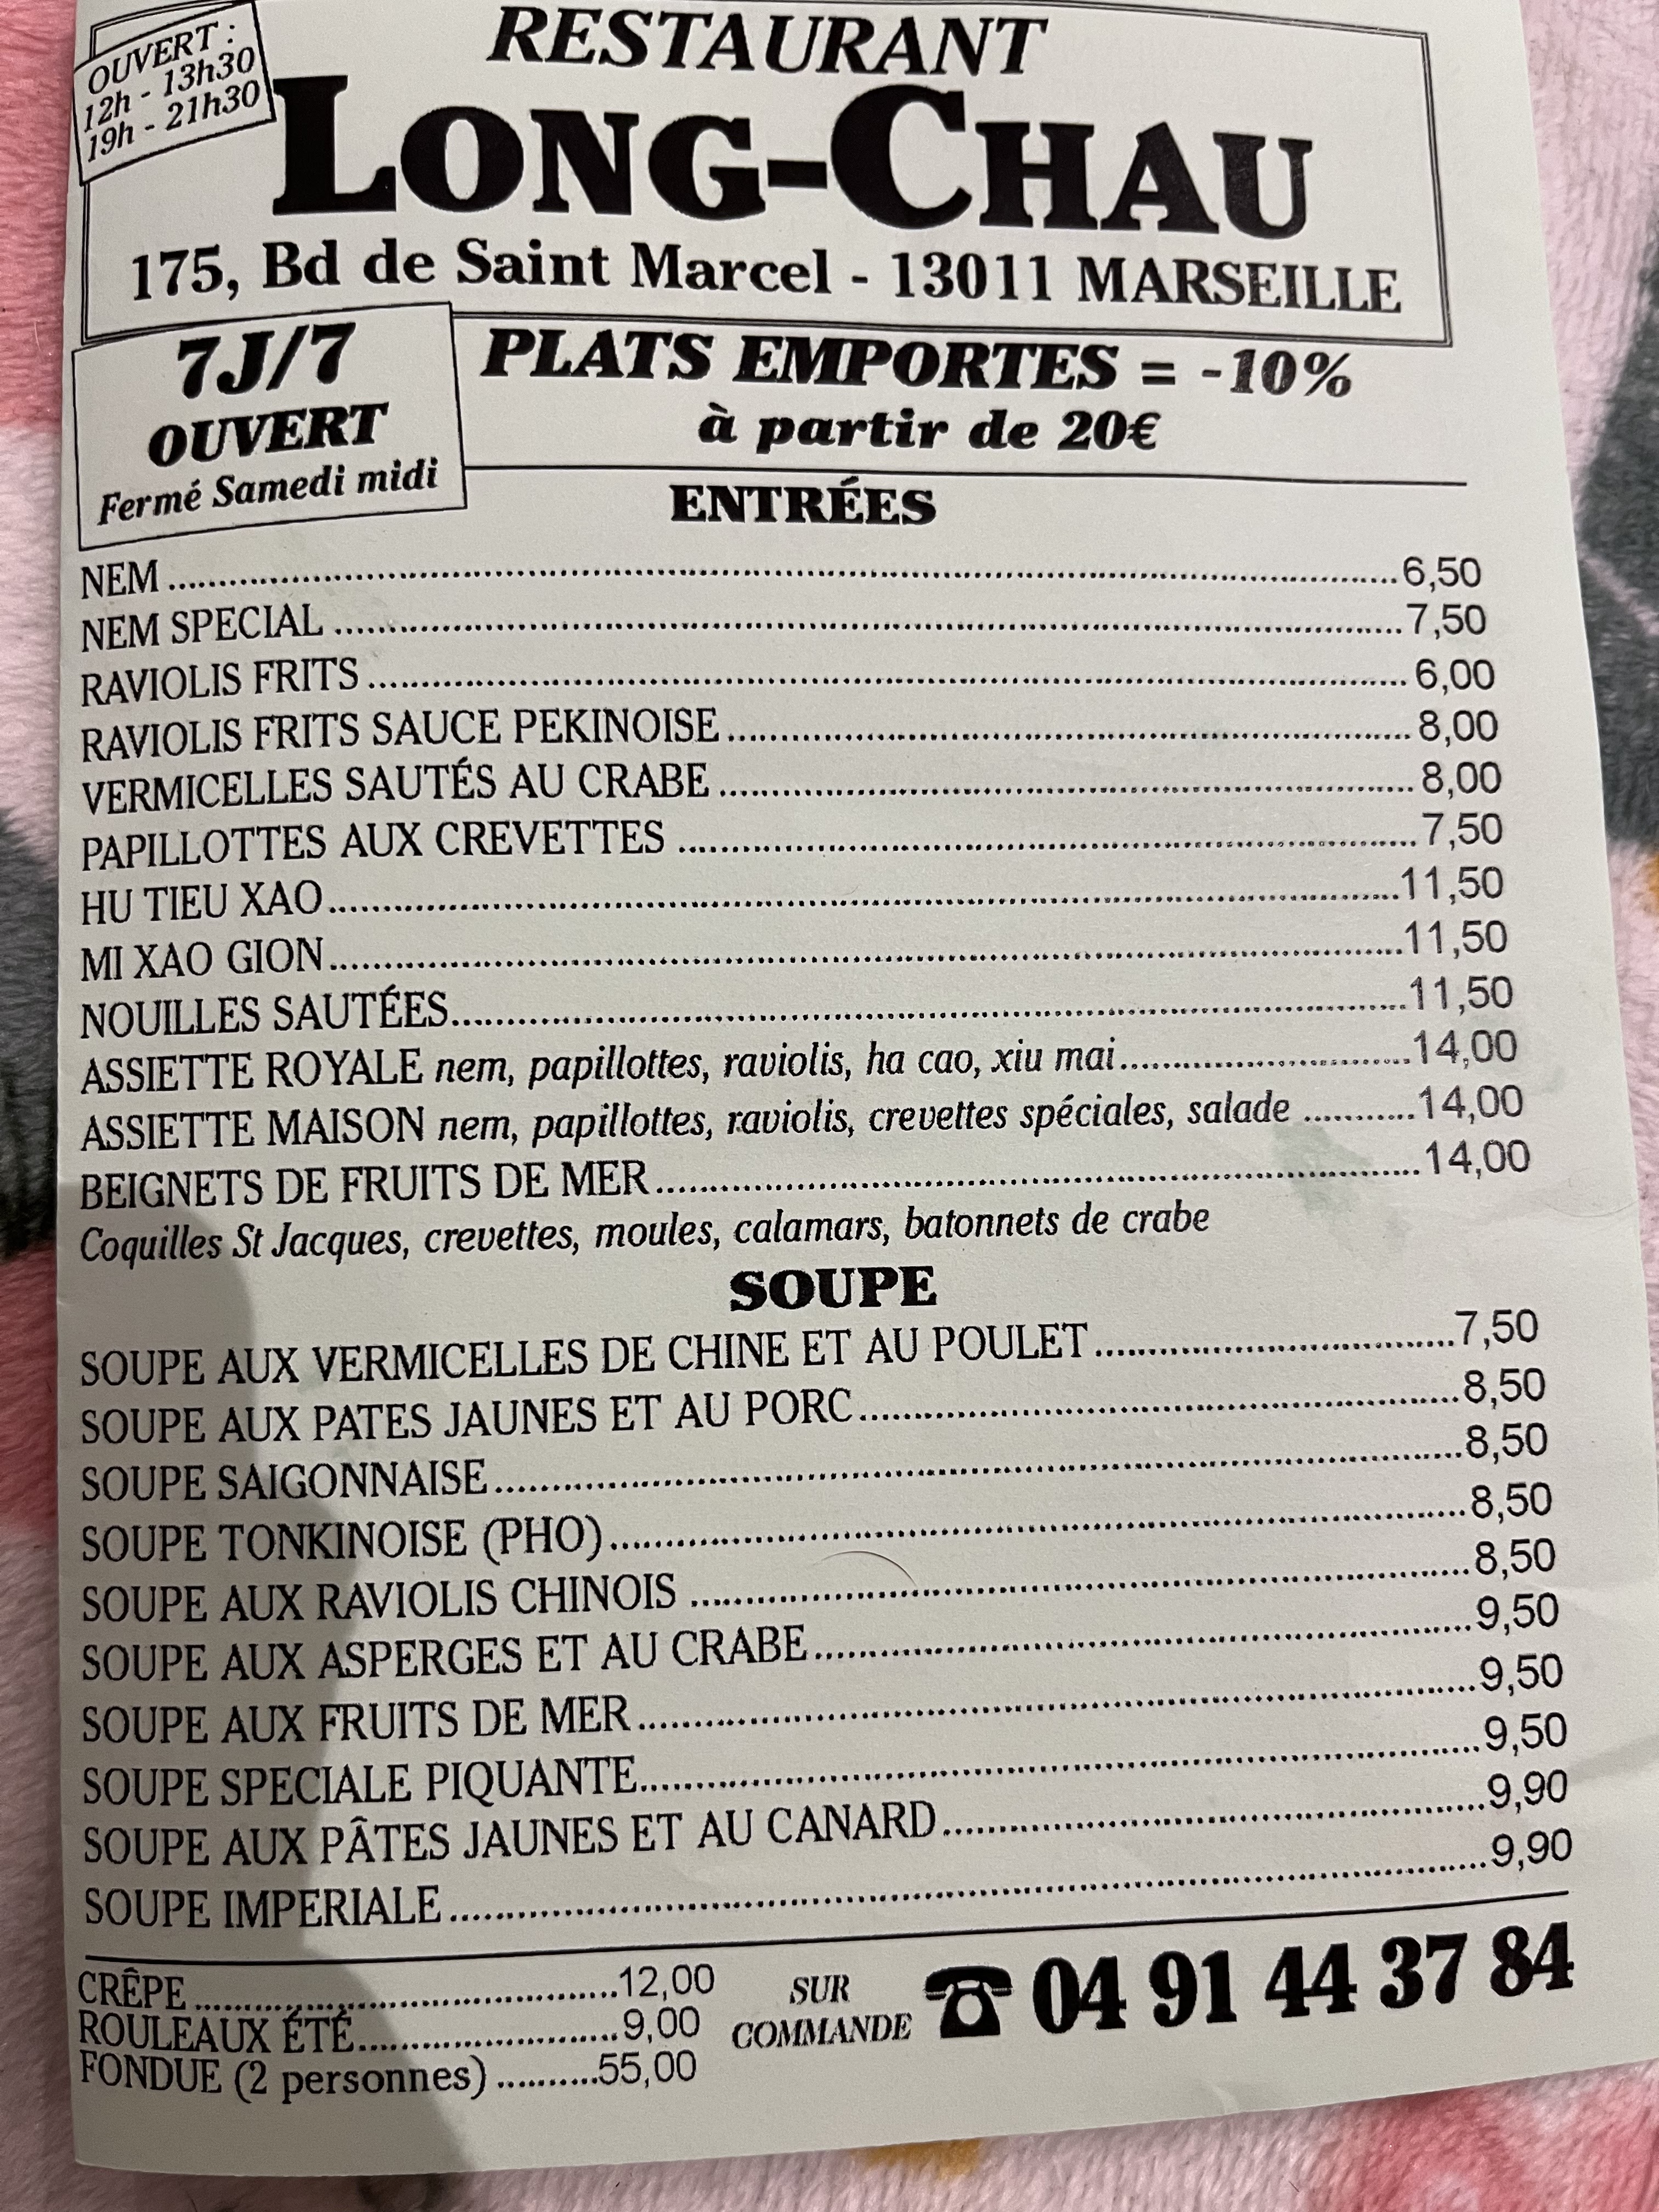 OUVERT :
12h - 13h30
19h - 21h30
RESTAURANT
LONG-CHAU
175, Bd de Saint Marcel - 13011 MARSEILLE
7J/7
OUVERT
Fermé Samedi midi
PLATS EMPORTES = -10%
à partir de 20€
ENTRÉES
NEM ........ 6,50
NEM SPECIAL ........ 7,50
RAVIOLIS FRITS ........ 6,00
RAVIOLIS FRITS SAUCE PEKINOISE ........ 8,00
VERMICELLES SAUTÉS AU CRABE ........ 8,00
PAPILLOTTES AUX CREVETTES ........ 7,50
HU TIEU XAO ........ 11,50
MI XAO GION ........ 11,50
NOUILLES SAUTÉES ........ 11,50
ASSIETTE ROYALE nem, papillottes, raviolis, ha cao, xiu mai ........ 14,00
ASSIETTE MAISON nem, papillottes, raviolis, crevettes spéciales, salade ........ 14,00
BEIGNETS DE FRUITS DE MER ........ 14,00
Coquilles St Jacques, crevettes, moules, calamars, batonnets de crabe
SOUPE
SOUPE AUX VERMICELLES DE CHINE ET AU POULET ........ 7,50
SOUPE AUX PATES JAUNES ET AU PORC ........ 8,50
SOUPE SAIGONNAISE ........ 8,50
SOUPE TONKINOISE (PHO) ........ 8,50
SOUPE AUX RAVIOLIS CHINOIS ........ 8,50
SOUPE AUX ASPERGES ET AU CRABE ........ 9,50
SOUPE AUX FRUITS DE MER ........ 9,50
SOUPE SPECIALE PIQUANTE ........ 9,50
SOUPE AUX PÂTES JAUNES ET AU CANARD ........ 9,90
SOUPE IMPERIALE ........ 9,90
CRÊPE ........ 12,00
ROULEAUX ÉTÉ ........ 9,00
FONDUE (2 personnes) ........ 55,00
SUR
COMMANDE
☎ 04 91 44 37 84